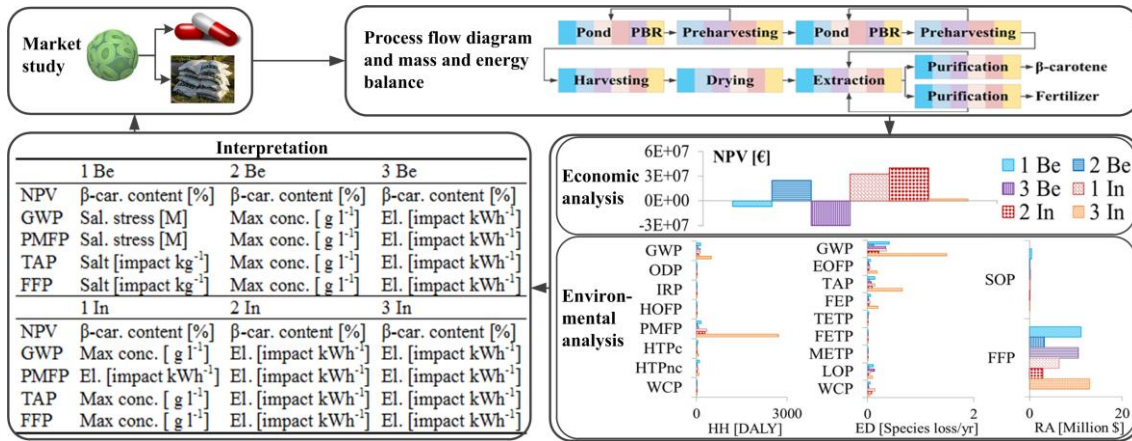 Market
study
Process flow diagram
and mass and energy
balance
Pond PBR Preharvesting Pond PBR Preharvesting
Harvesting Drying Extraction Purification β-carotene
Purification Fertilizer
Interpretation
1 Be 2 Be 3 Be
NPV β-car. content [%] β-car. content [%] β-car. content [%]
GWP Sal. stress [M] Max conc. [ g l⁻¹] El. [impact kWh⁻¹]
PMFP Sal. stress [M] Max conc. [ g l⁻¹] El. [impact kWh⁻¹]
TAP Salt [impact kg⁻¹] Max conc. [ g l⁻¹] El. [impact kWh⁻¹]
FFP Salt [impact kg⁻¹] Max conc. [ g l⁻¹] El. [impact kWh⁻¹]
1 In 2 In 3 In
NPV β-car. content [%] β-car. content [%] β-car. content [%]
GWP Max conc. [ g l⁻¹] El. [impact kWh⁻¹] El. [impact kWh⁻¹]
PMFP El. [impact kWh⁻¹] El. [impact kWh⁻¹] El. [impact kWh⁻¹]
TAP Max conc. [ g l⁻¹] El. [impact kWh⁻¹] El. [impact kWh⁻¹]
FFP Max conc. [ g l⁻¹] El. [impact kWh⁻¹] El. [impact kWh⁻¹]
Economic
analysis
NPV [€]
6E+07
3E+07
0E+00
-3E+07
1 Be 2 Be
3 Be 1 In
2 In 3 In
Environ-
mental
analysis
GWP
ODP
IRP
HOFP
PMFP
HTPc
HTPnc
WCP
0 3000
HH [DALY]
GWP
EOFP
TAP
FEP
TETP
FETP
METP
LOP
WCP
0 2
ED [Species loss/yr]
SOP
FFP
0 10 20
RA [Million $]